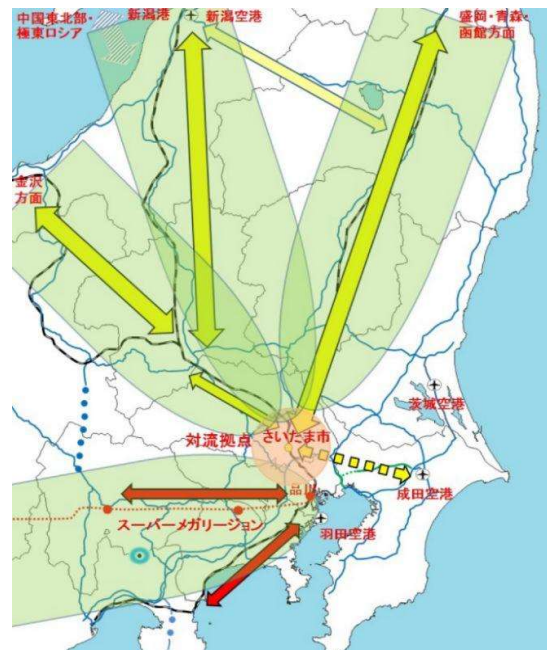 中国東北部・
極東ロシア
新潟港
新潟空港
盛岡・青森・
函館方面
金沢
方面
茨城空港
対流拠点
さいたま市
成田空港
品川
スーパーメガリージョン
羽田空港